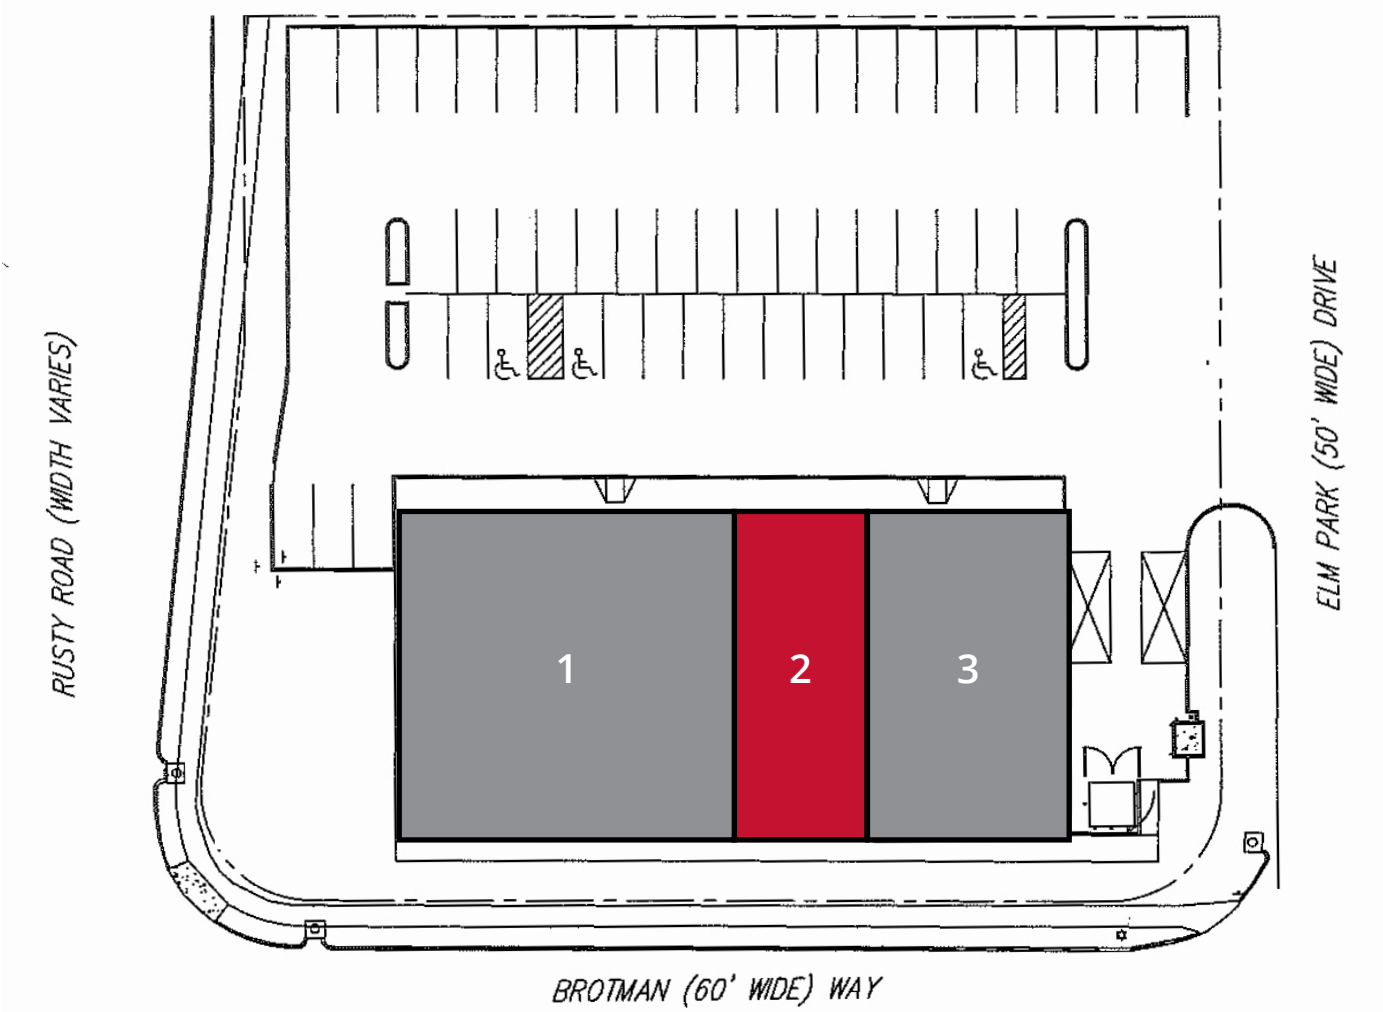 RUSTY ROAD (WIDTH VARIES)
ELM PARK (50' WIDE) DRIVE
1
2
3
BROTMAN (60' WIDE) WAY